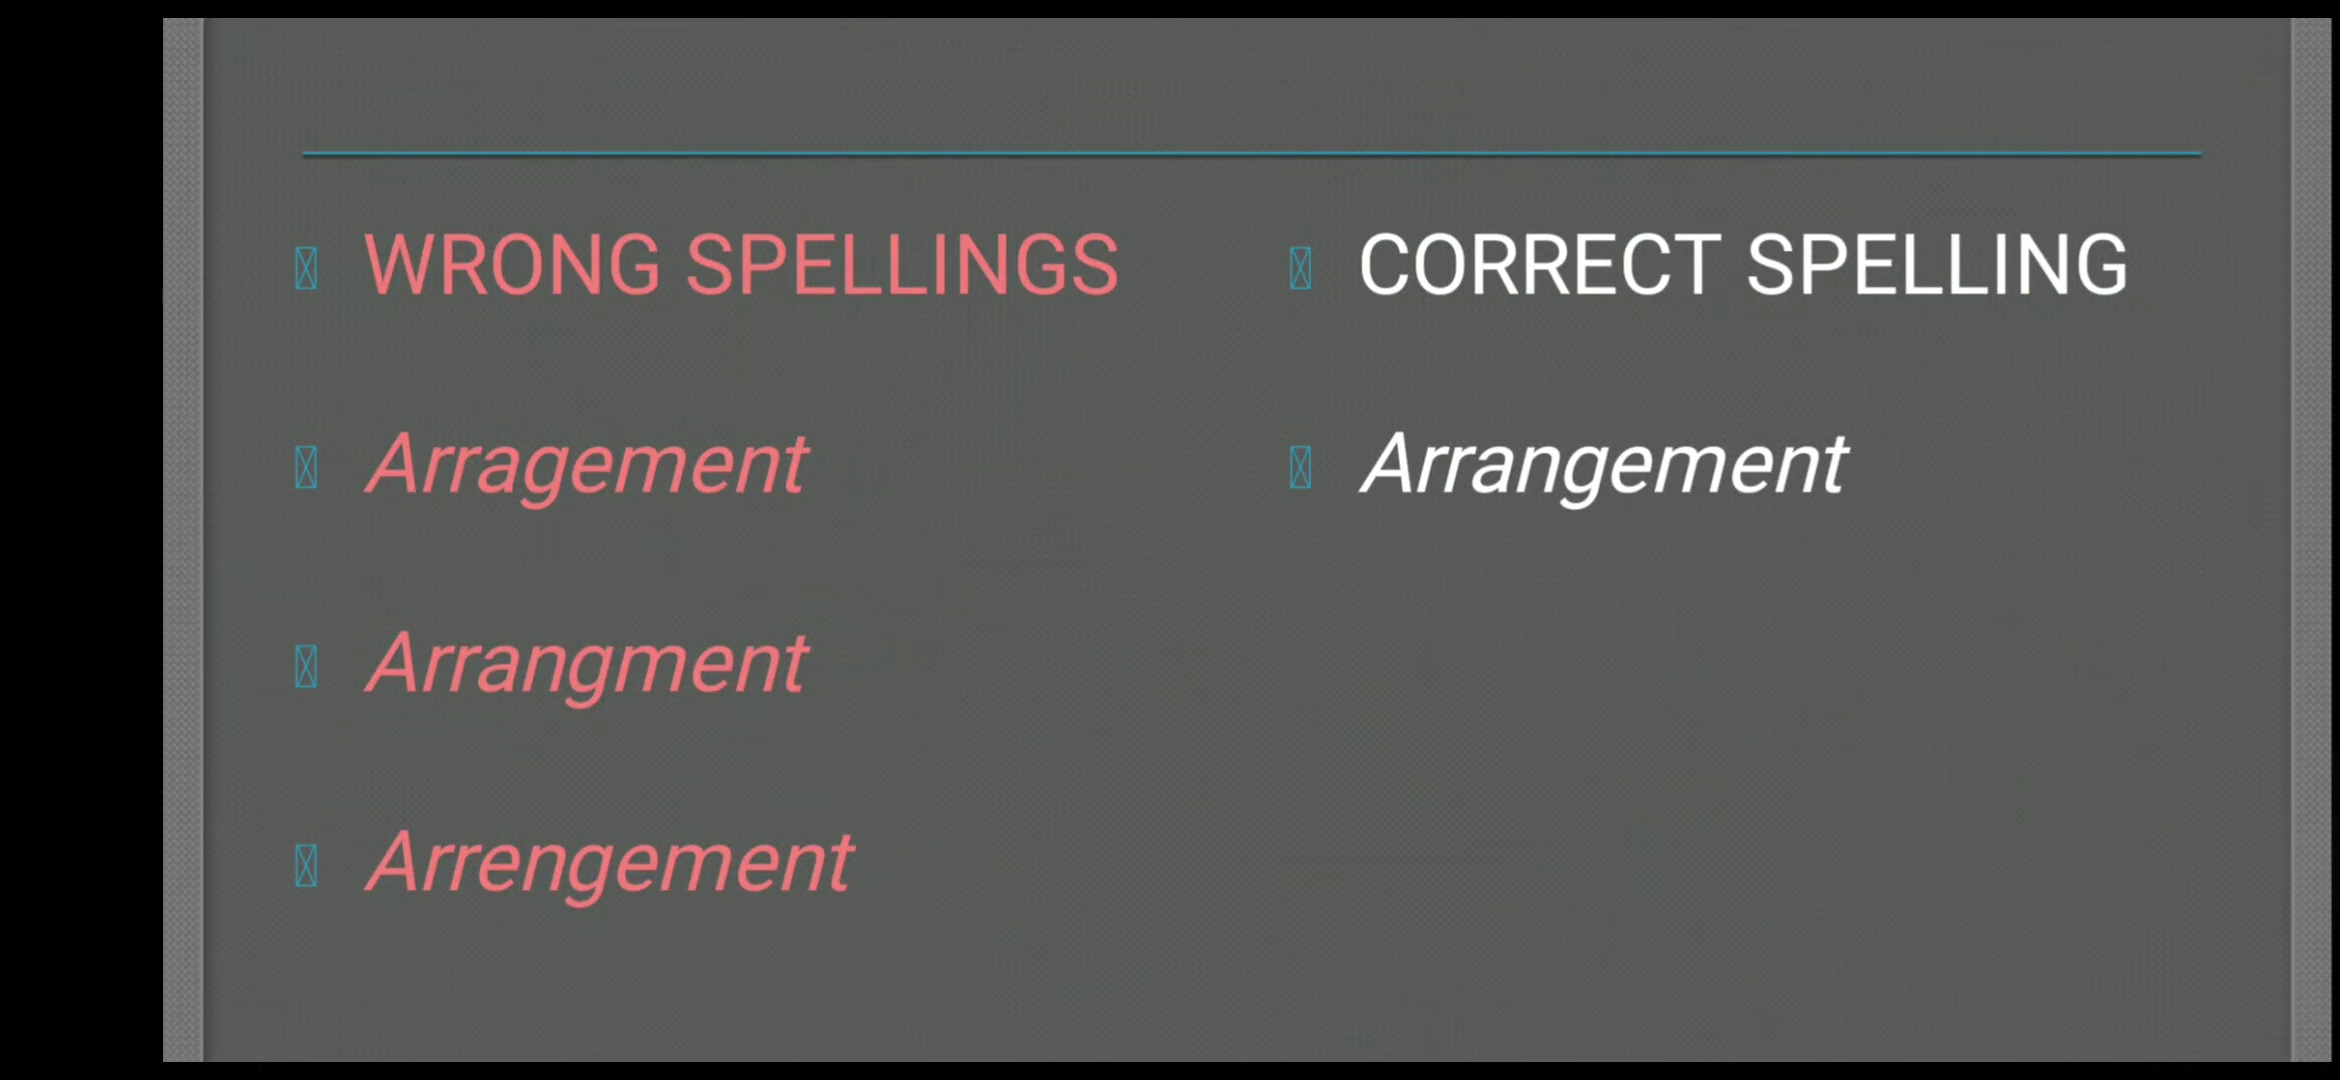 WRONG SPELLINGS
Arragement
Arrangment
Arrengement
CORRECT SPELLING
Arrangement